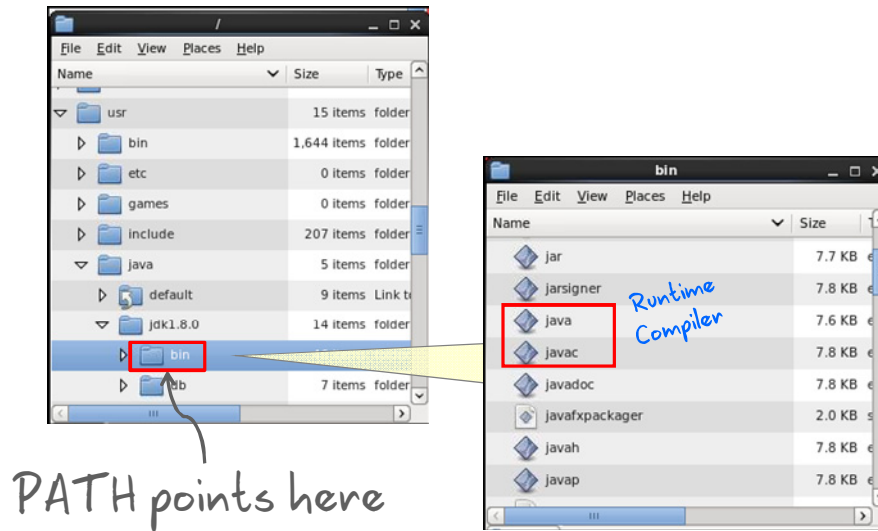 /
File Edit View Places Help
Name Size Type
usr 15 items folder
bin 1,644 items folder
etc 0 items folder
games 0 items folder
include 207 items folder
java 5 items folder
default 9 items Link
jdk1.8.0 14 items folder
bin
db 7 items folder
PATH points here
bin
File Edit View Places Help
Name Size
jar 7.7 KB
jarsigner 7.8 KB
java 7.6 KB
javac 7.8 KB
javadoc 7.8 KB
javafxpackager 2.0 KB
javah 7.8 KB
javap 7.8 KB
Runtime
Compiler